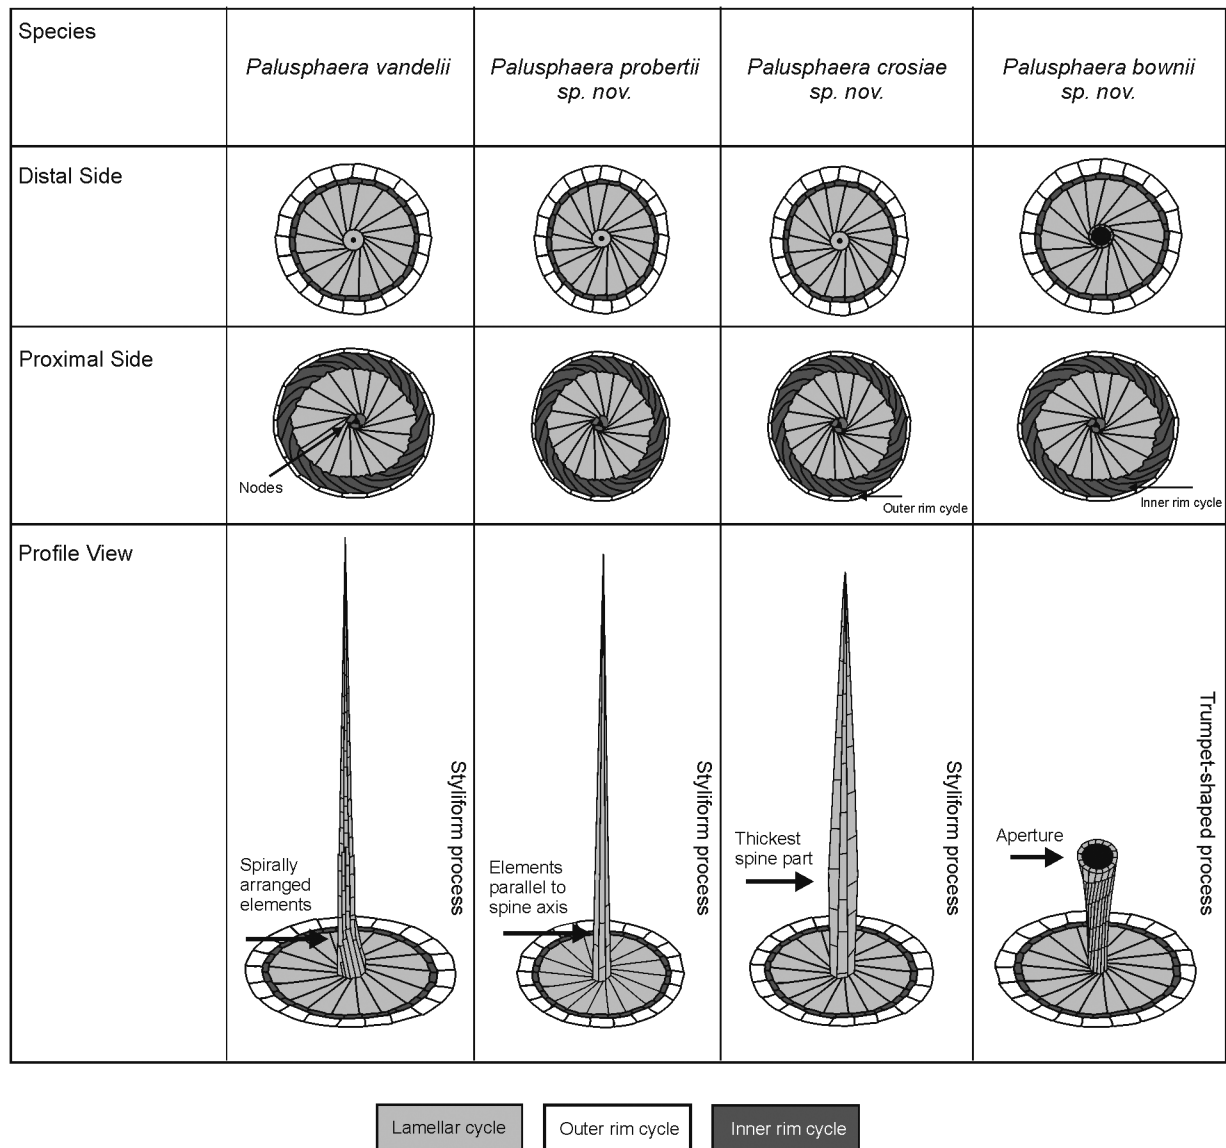 Species
Palusphaera vandelii
Palusphaera probertii
sp. nov.
Palusphaera crosiae
sp. nov.
Palusphaera bownii
sp. nov.
Distal Side
Proximal Side
Nodes
Outer rim cycle
Inner rim cycle
Profile View
Spirally
arranged
elements
Styliform process
Elements
parallel to
spine axis
Styliform process
Thickest
spine part
Styliform process
Aperture
Trumpet-shaped process
Lamellar cycle
Outer rim cycle
Inner rim cycle